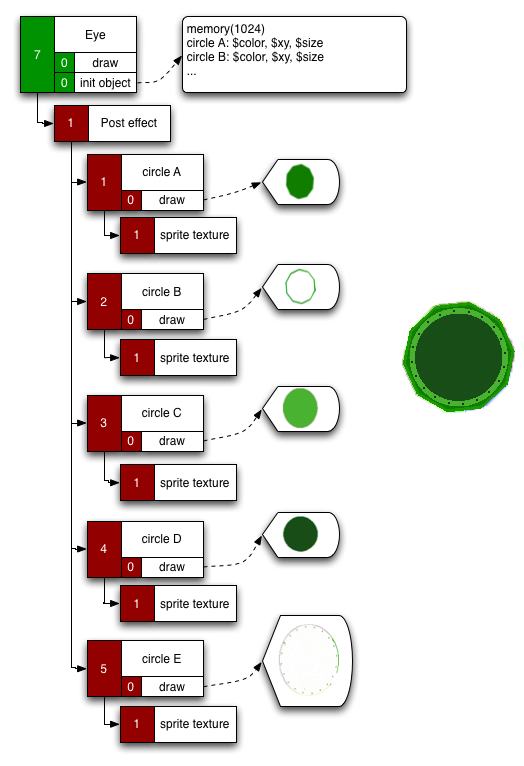 7
Eye
0 draw
0 init object
memory(1024)
circle A: $color, $xy, $size
circle B: $color, $xy, $size
...
1 Post effect
1
circle A
0 draw
1 sprite texture
2
circle B
0 draw
1 sprite texture
3
circle C
0 draw
1 sprite texture
4
circle D
0 draw
1 sprite texture
5
circle E
0 draw
1 sprite texture